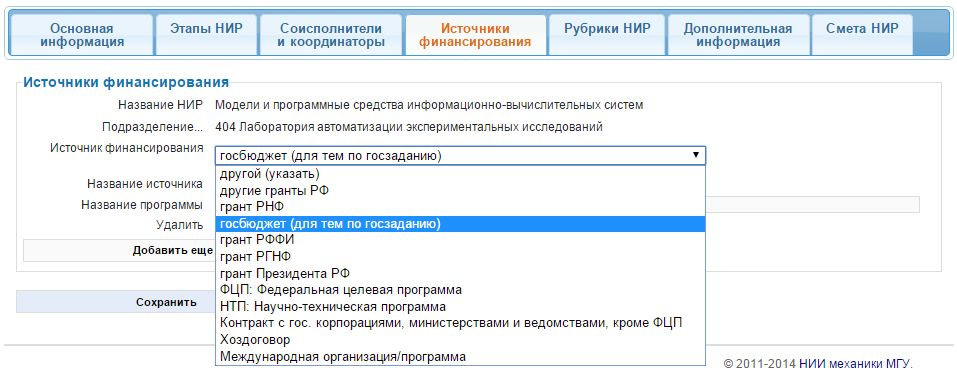 Основная информация
Этапы НИР
Соисполнители и координаторы
Источники финансирования
Рубрики НИР
Дополнительная информация
Смета НИР
Источники финансирования
Название НИР Модели и программные средства информационно-вычислительных систем
Подразделение... 404 Лаборатория автоматизации экспериментальных исследований
Источник финансирования госбюджет (для тем по госзаданию)
другой (указать)
Название источника другие гранты РФ
Название программы грант РНФ
Удалить госбюджет (для тем по госзаданию)
грант РФФИ
Добавить еще грант РГНФ
грант Президента РФ
ФЦП: Федеральная целевая программа
Сохранить НТП: Научно-техническая программа
Контракт с гос. корпорациями, министерствами и ведомствами, кроме ФЦП
Хоздоговор
Международная организация/программа
© 2011-2014 НИИ механики МГУ.